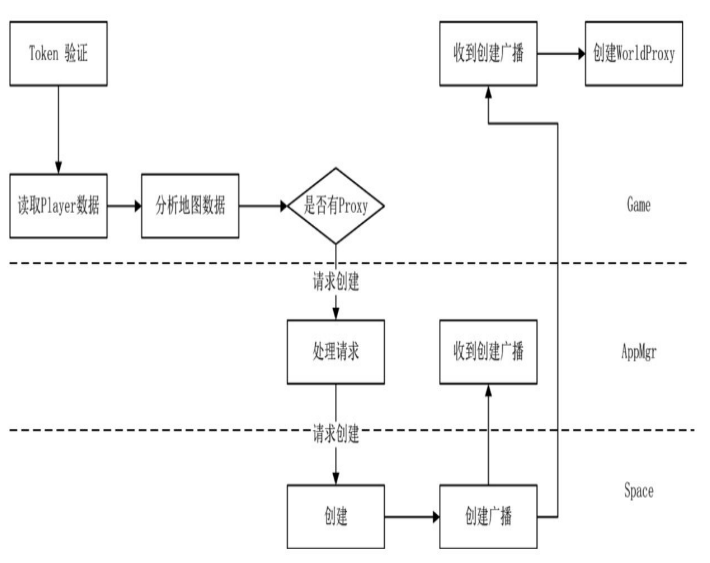 Token 验证
收到创建广播
创建WorldProxy
读取Player数据
分析地图数据
是否有Proxy
Game
请求创建
处理请求
收到创建广播
AppMgr
请求创建
创建
创建广播
Space